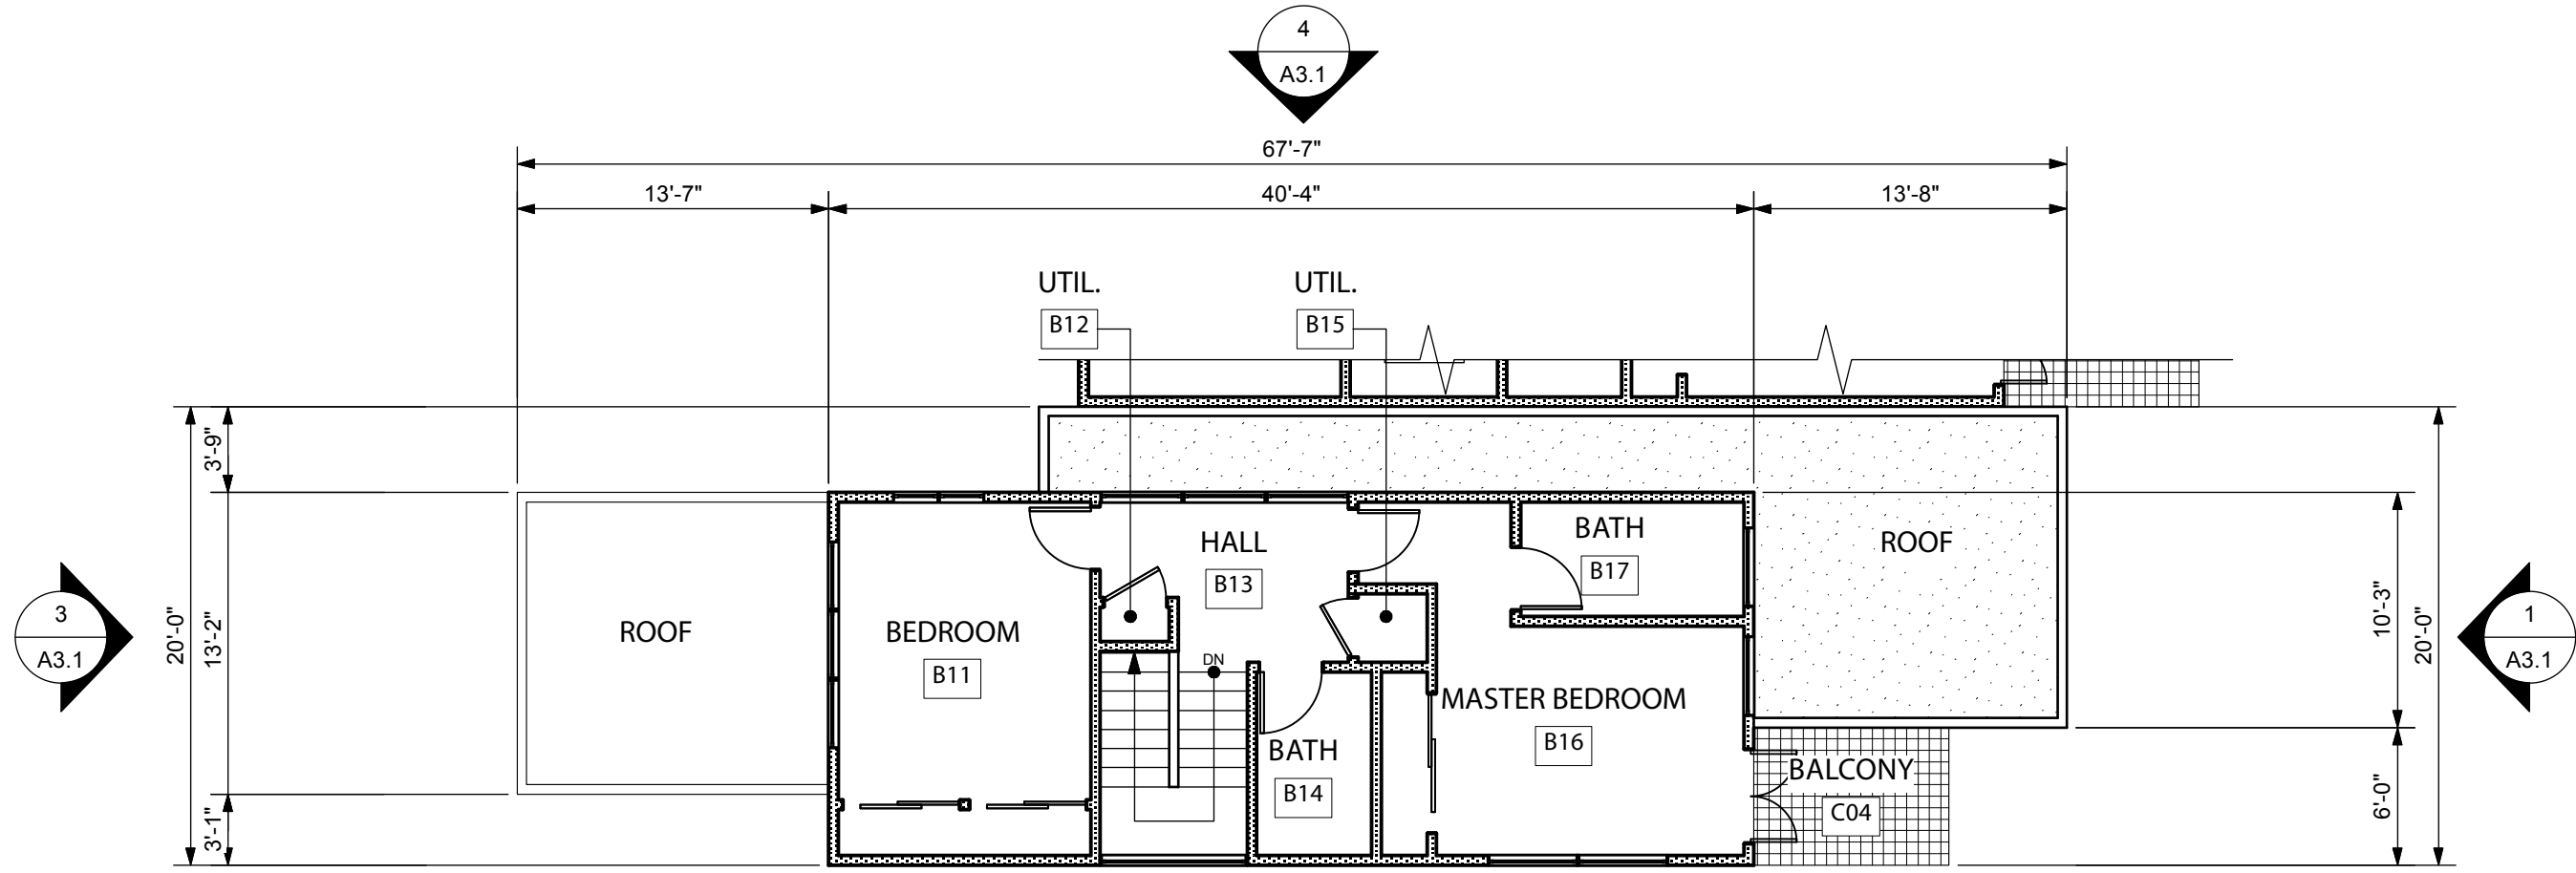 4
A3.1
67'-7"
13'-7"
40'-4"
13'-8"
UTIL.
B12
UTIL.
B15
3'-9"
20'-0"
13'-2"
3'-1"
3
A3.1
ROOF
BEDROOM
B11
HALL
B13
DN
BATH
B14
BATH
B17
MASTER BEDROOM
B16
ROOF
BALCONY
C04
10'-3"
20'-0"
6'-0"
1
A3.1